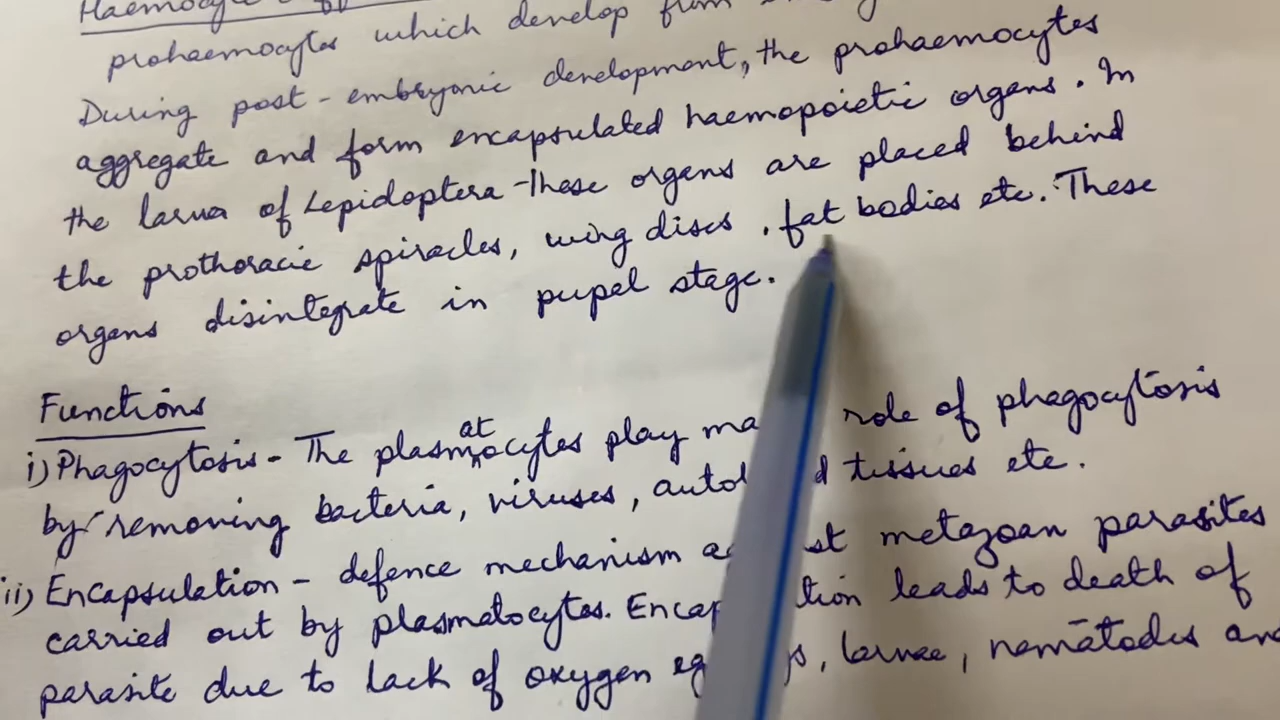 prohaemocytes which develop from
During post-embryonic development, the prohaemocytes
aggregate and form encapsulated haemopoietic organs. In
the larva of Lepidoptera these organs are placed behind
the prothoracic spiracles, wing discs, fat bodies etc. These
organs disintegrate in pupal stage.
Functions
i) Phagocytosis - The plasmatocytes play role of phagocytosis
by removing bacteria, viruses, tissues etc.
ii) Encapsulation - defence mechanism metazoan parasites
carried out by plasmatocytes. leads to death of
parasite due to lack of oxygen eg , larvae, nematodes and